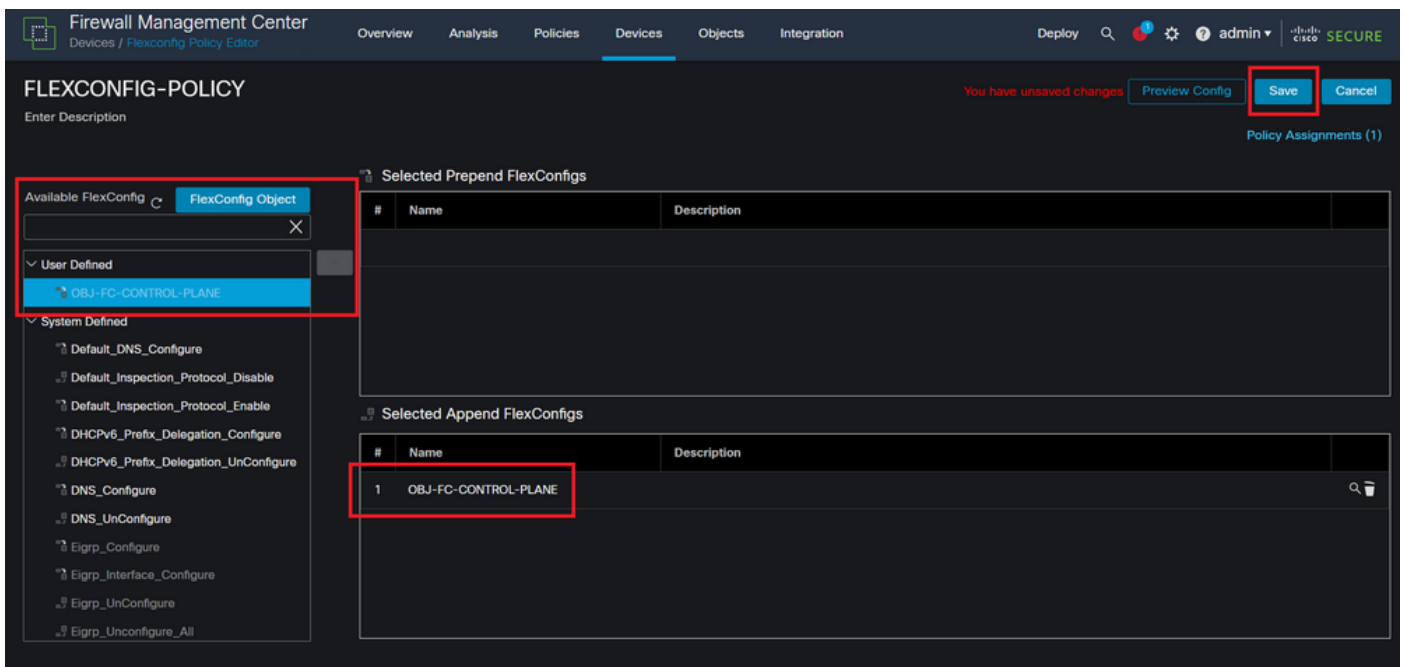 Firewall Management Center
Devices / Flexconfig Policy Editor
Overview Analysis Policies Devices Objects Integration
Deploy 1 admin cisco SECURE
FLEXCONFIG-POLICY
Enter Description
You have unsaved changes Preview Config Save Cancel
Policy Assignments (1)
Available FlexConfig FlexConfig Object
User Defined
OBJ-FC-CONTROL-PLANE
System Defined
Default_DNS_Configure
Default_Inspection_Protocol_Disable
Default_Inspection_Protocol_Enable
DHCPv6_Prefix_Delegation_Configure
DHCPv6_Prefix_Delegation_UnConfigure
DNS_Configure
DNS_UnConfigure
Eigrp_Configure
Eigrp_Interface_Configure
Eigrp_UnConfigure
Eigrp_Unconfigure_All
Selected Prepend FlexConfigs
# Name Description
Selected Append FlexConfigs
# Name Description
1 OBJ-FC-CONTROL-PLANE